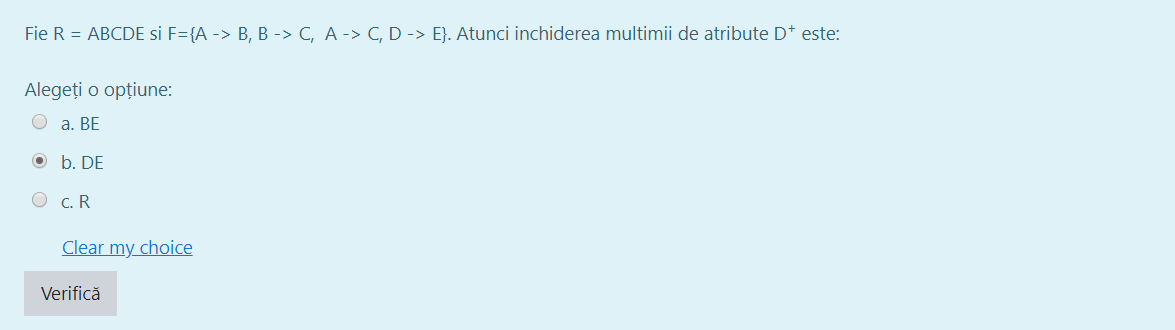 Fie R = ABCDE si F={A -> B, B -> C,  A -> C, D -> E}. Atunci inchiderea multimii de atribute D⁺ este:
Alegeți o opțiune:
a. BE
b. DE
c. R
Clear my choice
Verifică